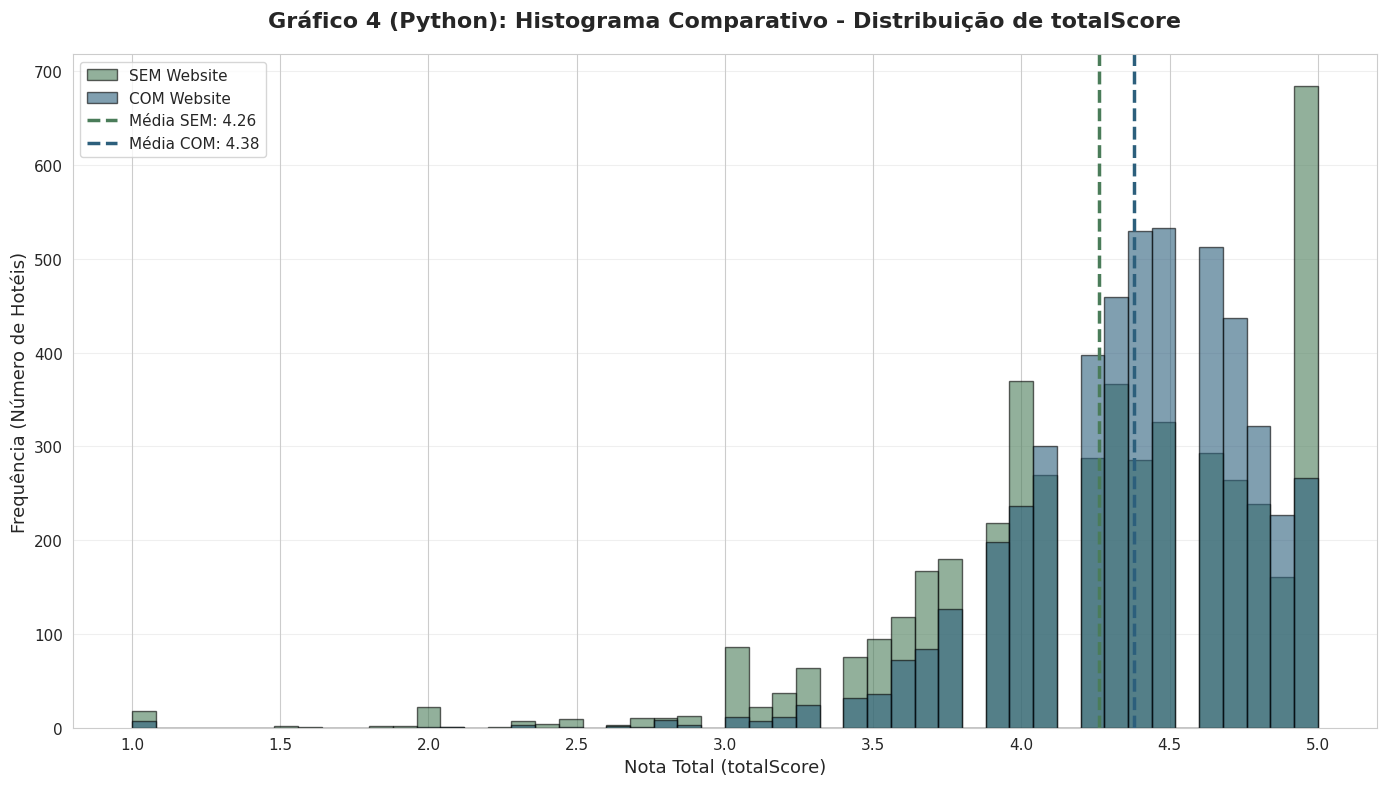 Gráfico 4 (Python): Histograma Comparativo - Distribuição de totalScore
SEM Website
COM Website
Média SEM: 4.26
Média COM: 4.38
Frequência (Número de Hotéis)
700
600
500
400
300
200
100
0
1.0 1.5 2.0 2.5 3.0 3.5 4.0 4.5 5.0
Nota Total (totalScore)